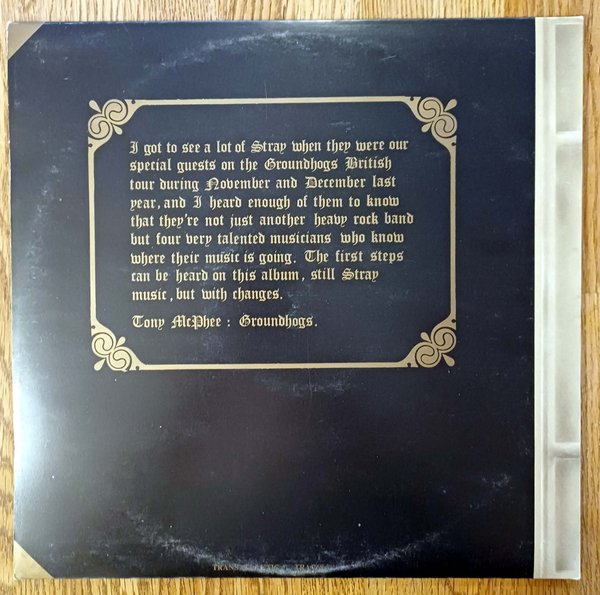 I got to see a lot of Stray when they were our
special guests on the Groundhogs British
tour during November and December last
year, and I heard enough of them to know
that they're not just another heavy rock band
but four very talented musicians who know
where their music is going. The first steps
can be heard on this album, still Stray
music, but with changes.
Tony McPhee : Groundhogs.